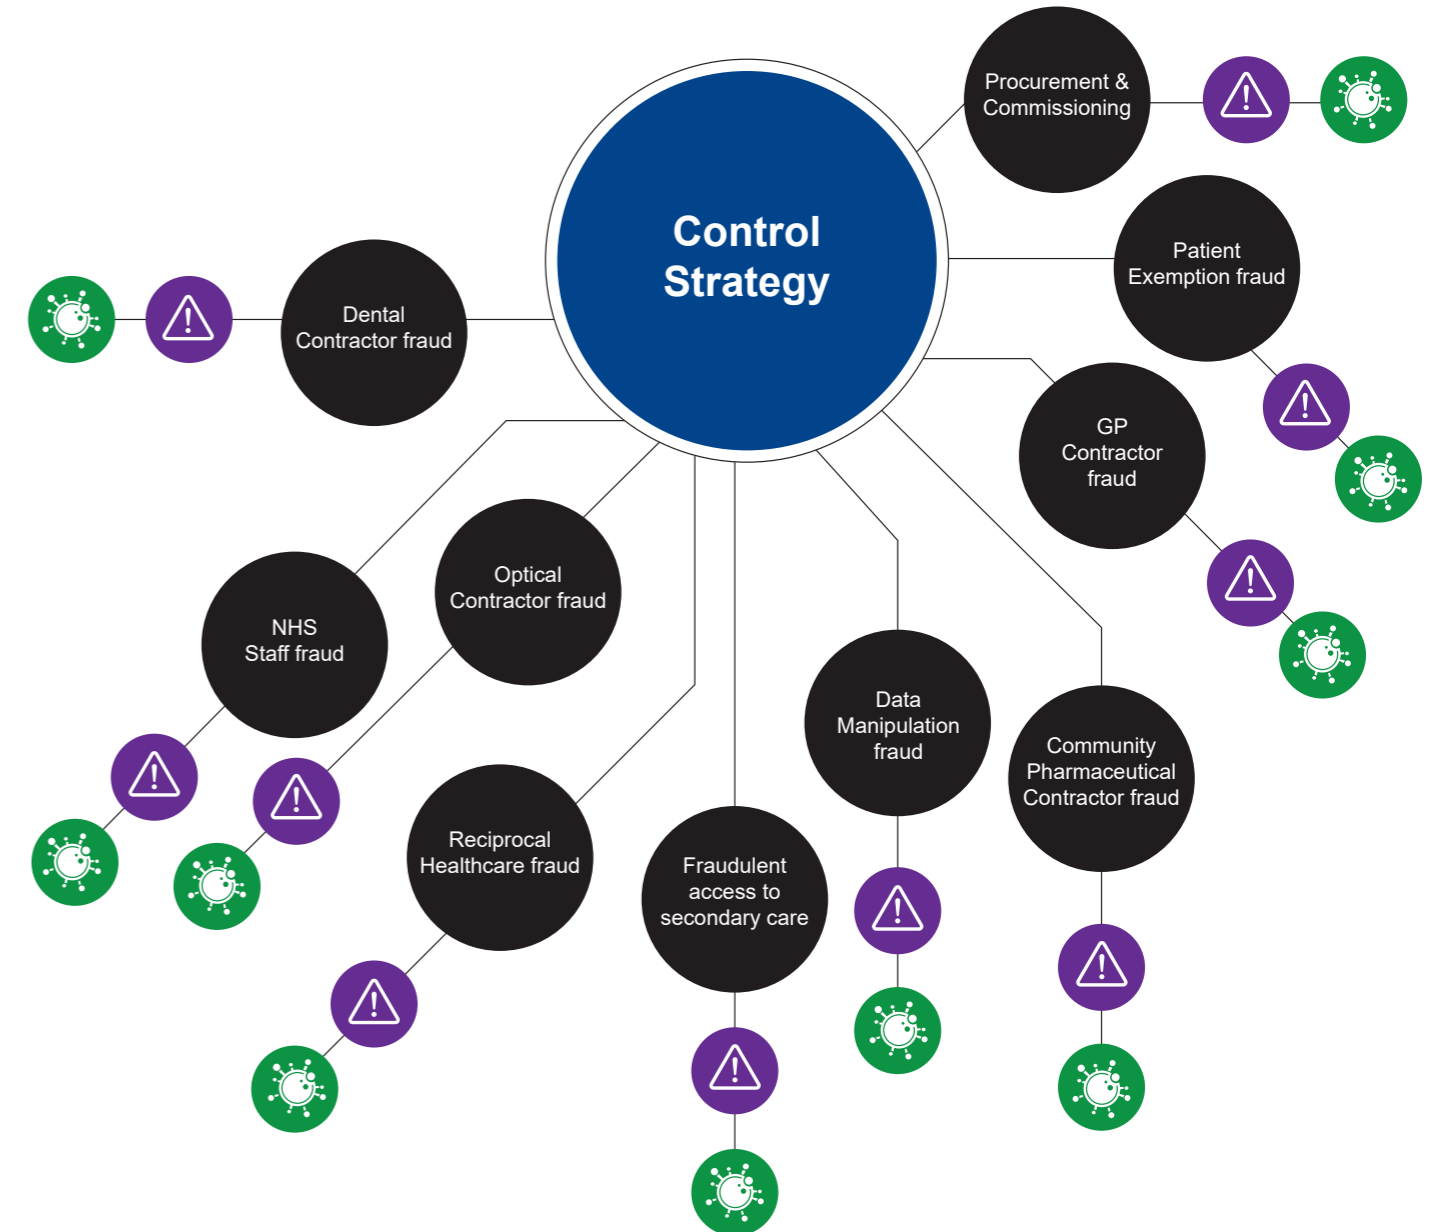 Control
Strategy
Procurement &
Commissioning
Patient
Exemption fraud
GP
Contractor
fraud
Community
Pharmaceutical
Contractor fraud
Data
Manipulation
fraud
Fraudulent
access to
secondary care
Reciprocal
Healthcare fraud
Optical
Contractor fraud
NHS
Staff fraud
Dental
Contractor fraud